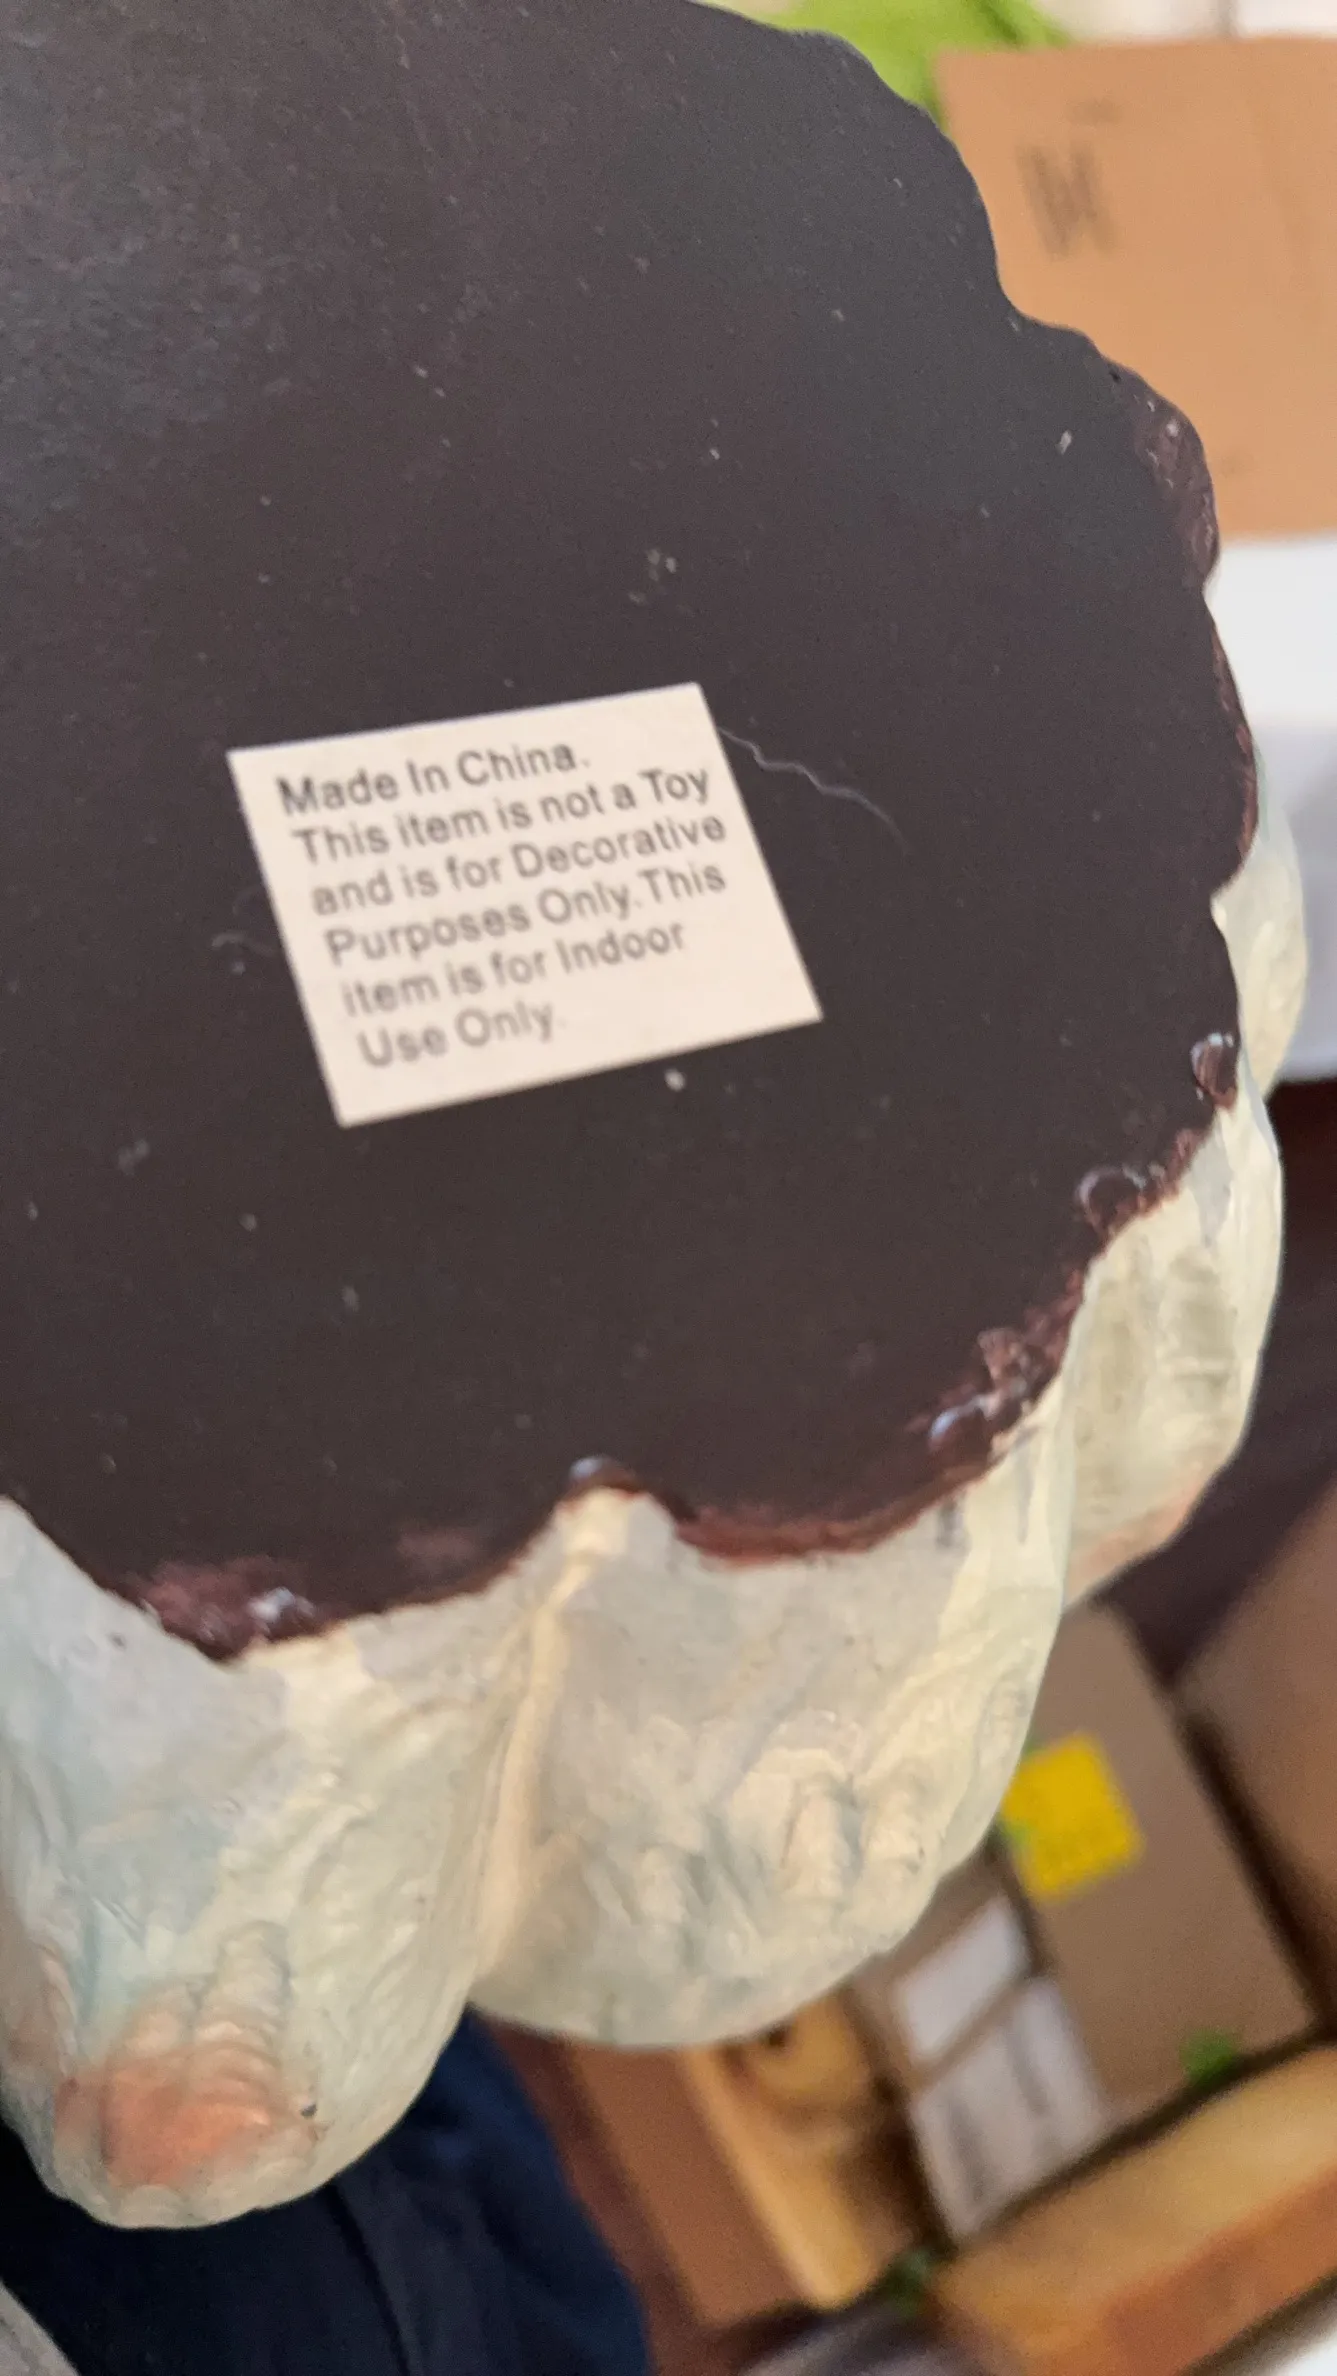 Made In China.
This item is not a Toy
and is for Decorative
Purposes Only.This
item is for Indoor
Use Only.